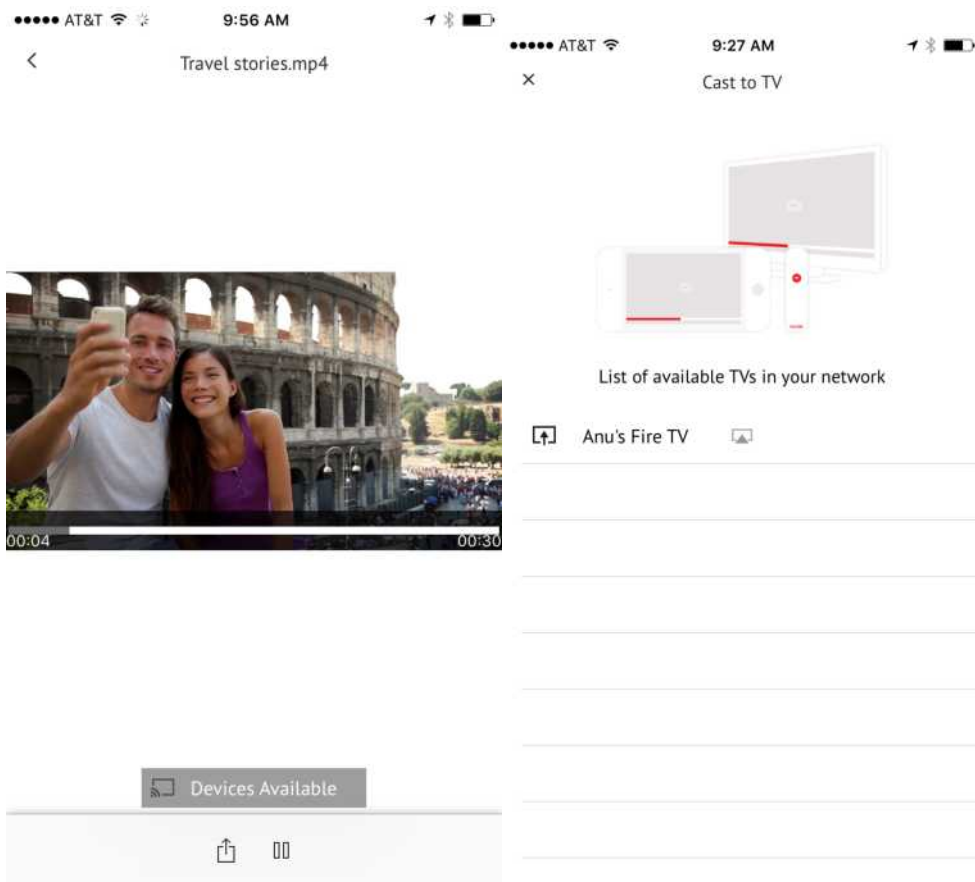 AT&T 9:56 AM
Travel stories.mp4
00:04 00:30
Devices Available
AT&T 9:27 AM
Cast to TV
List of available TVs in your network
Anu's Fire TV